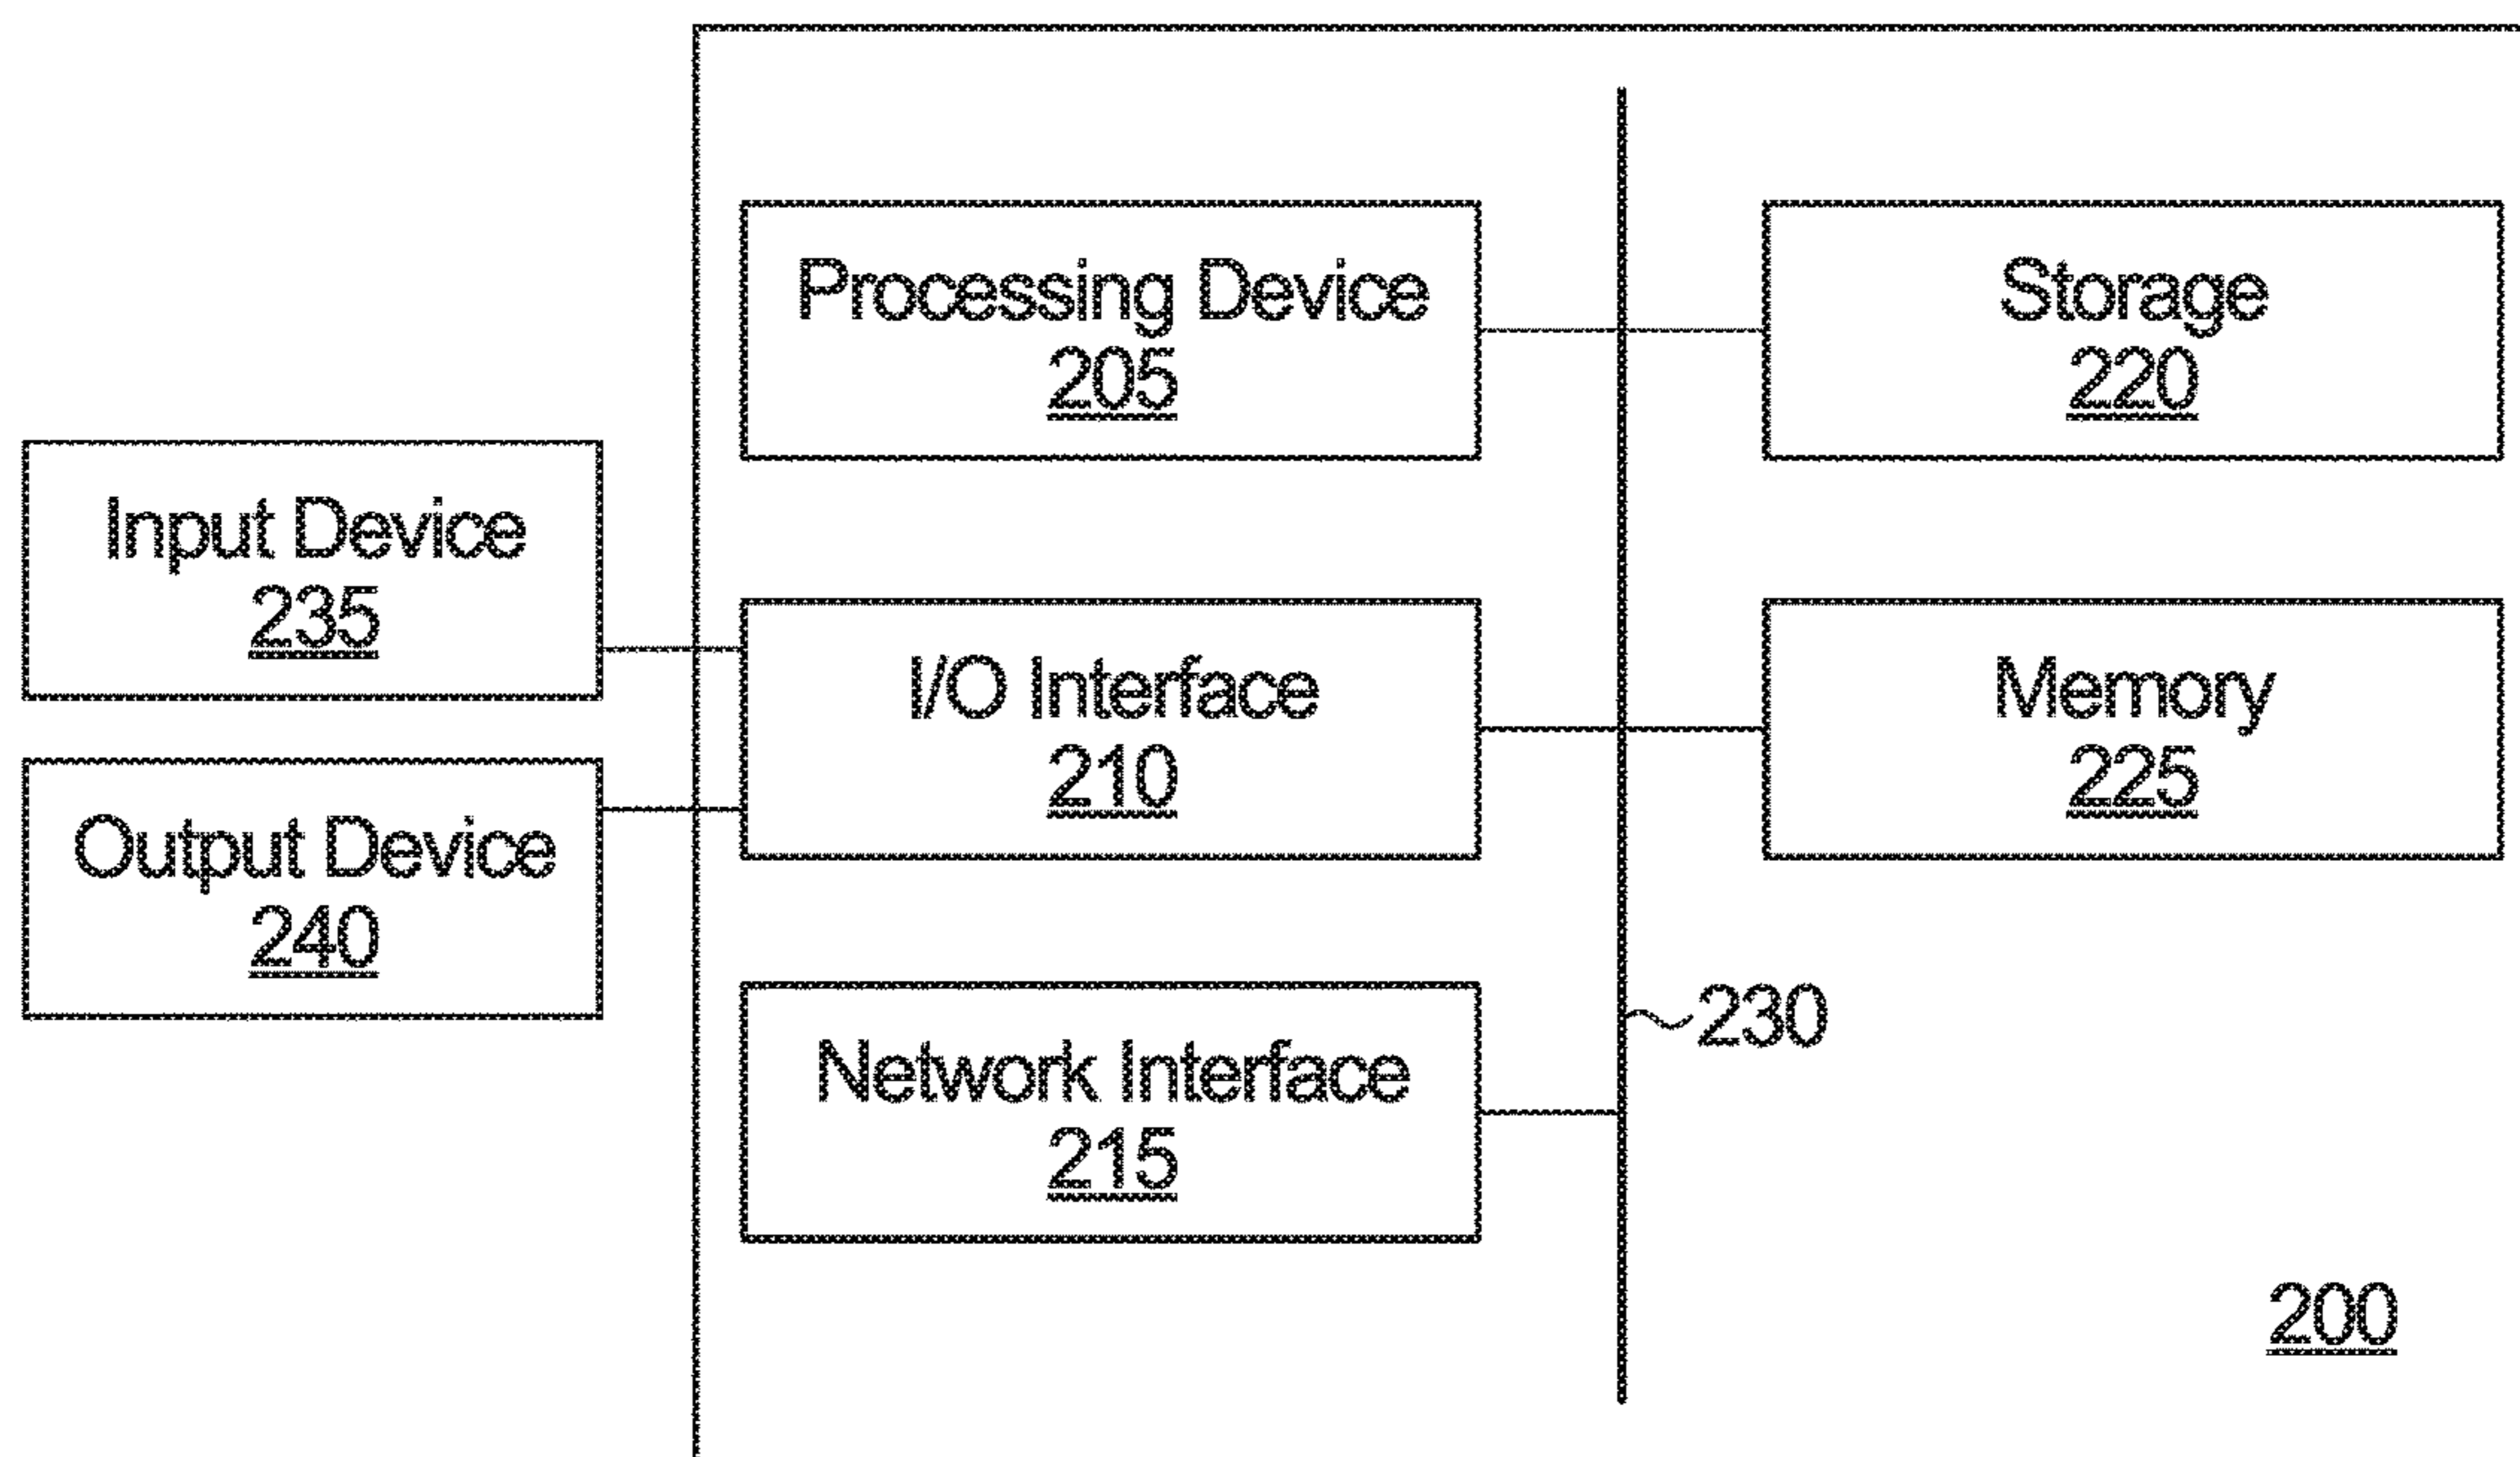 Processing Device
205
Storage
220
Input Device
235
I/O Interface
210
Memory
225
Output Device
240
Network Interface
215
230
200